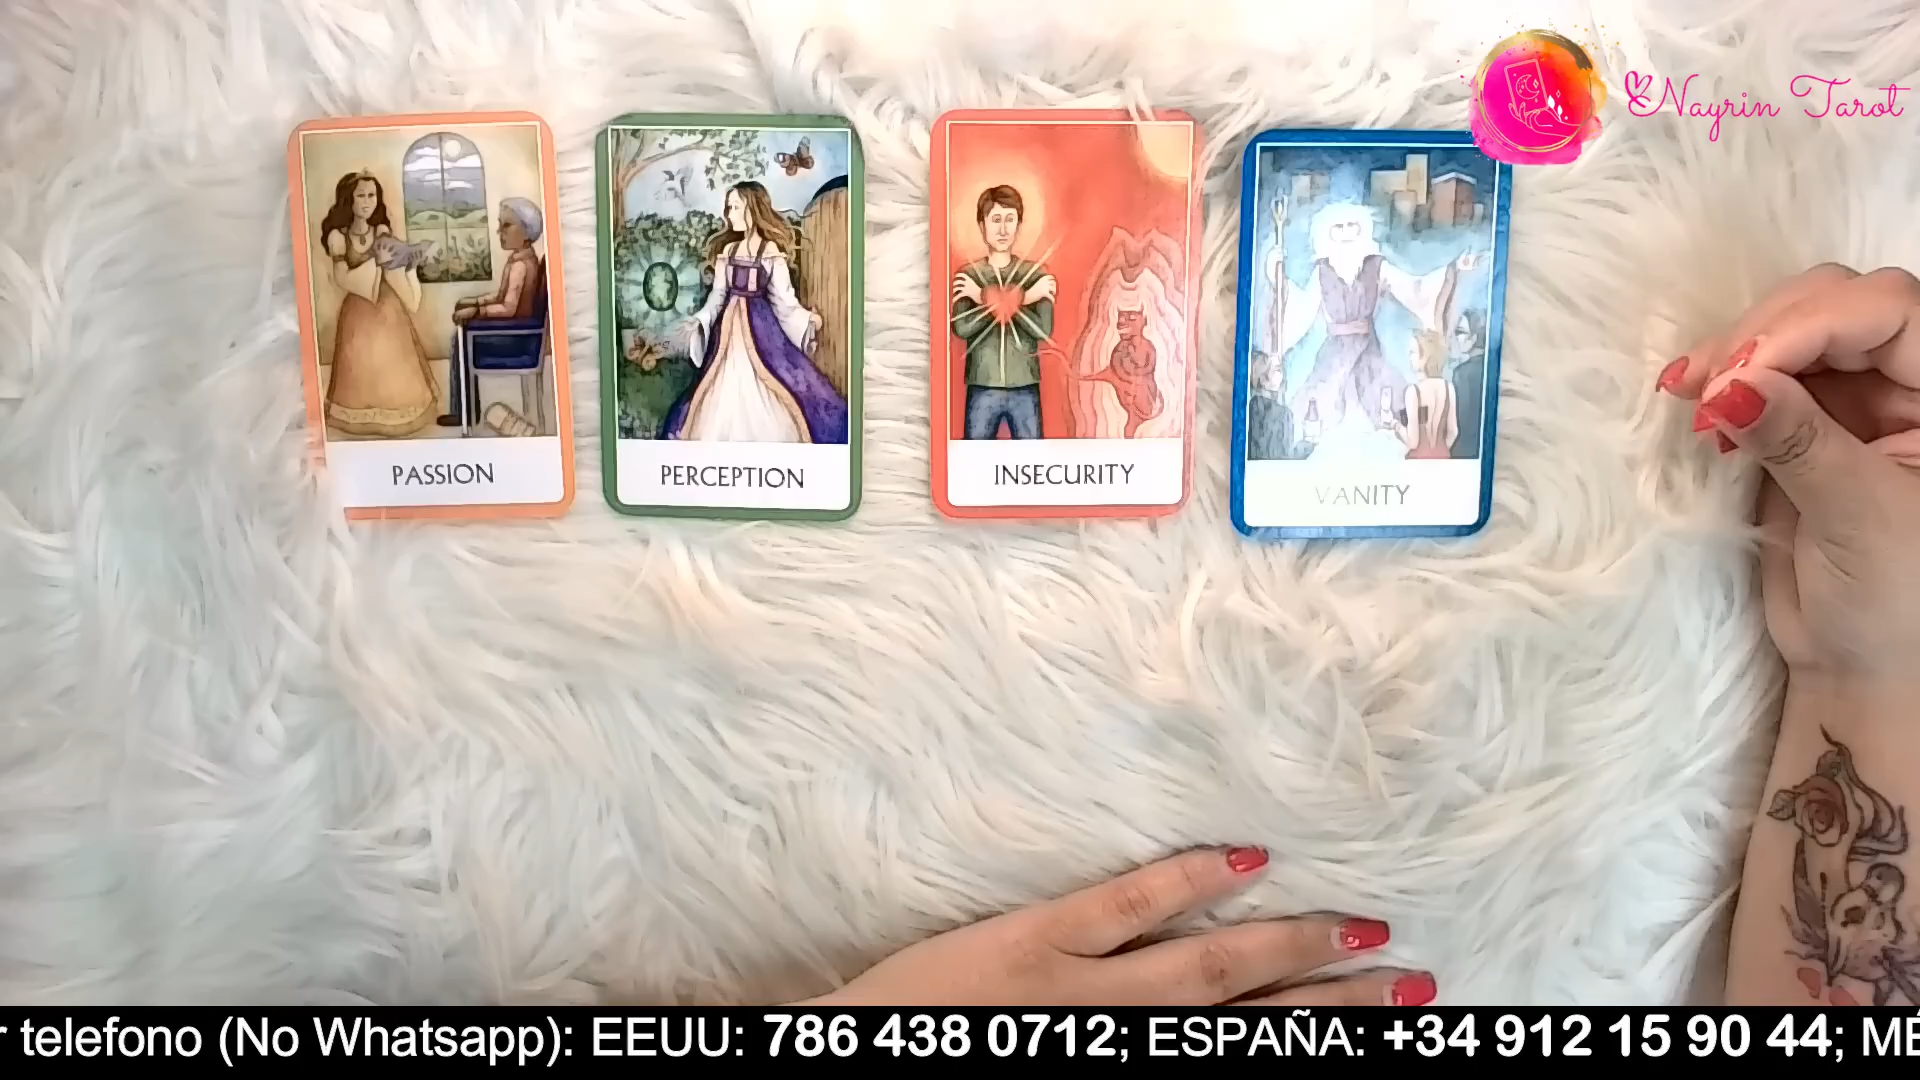 Nayrin Tarot
PASSION
PERCEPTION
INSECURITY
VANITY
telefono (No Whatsapp): EEUU: 786 438 0712; ESPAÑA: +34 912 15 90 44;